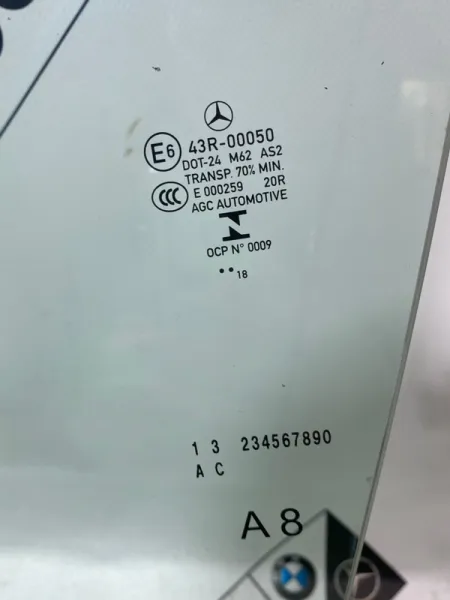 E6 43R-00050
DOT-24 M62 AS2
TRANSP. 70% MIN.
CCC E 000259 20R
AGC AUTOMOTIVE
OCP N° 0009
•• 18
1 3 234567890
A C
A 8